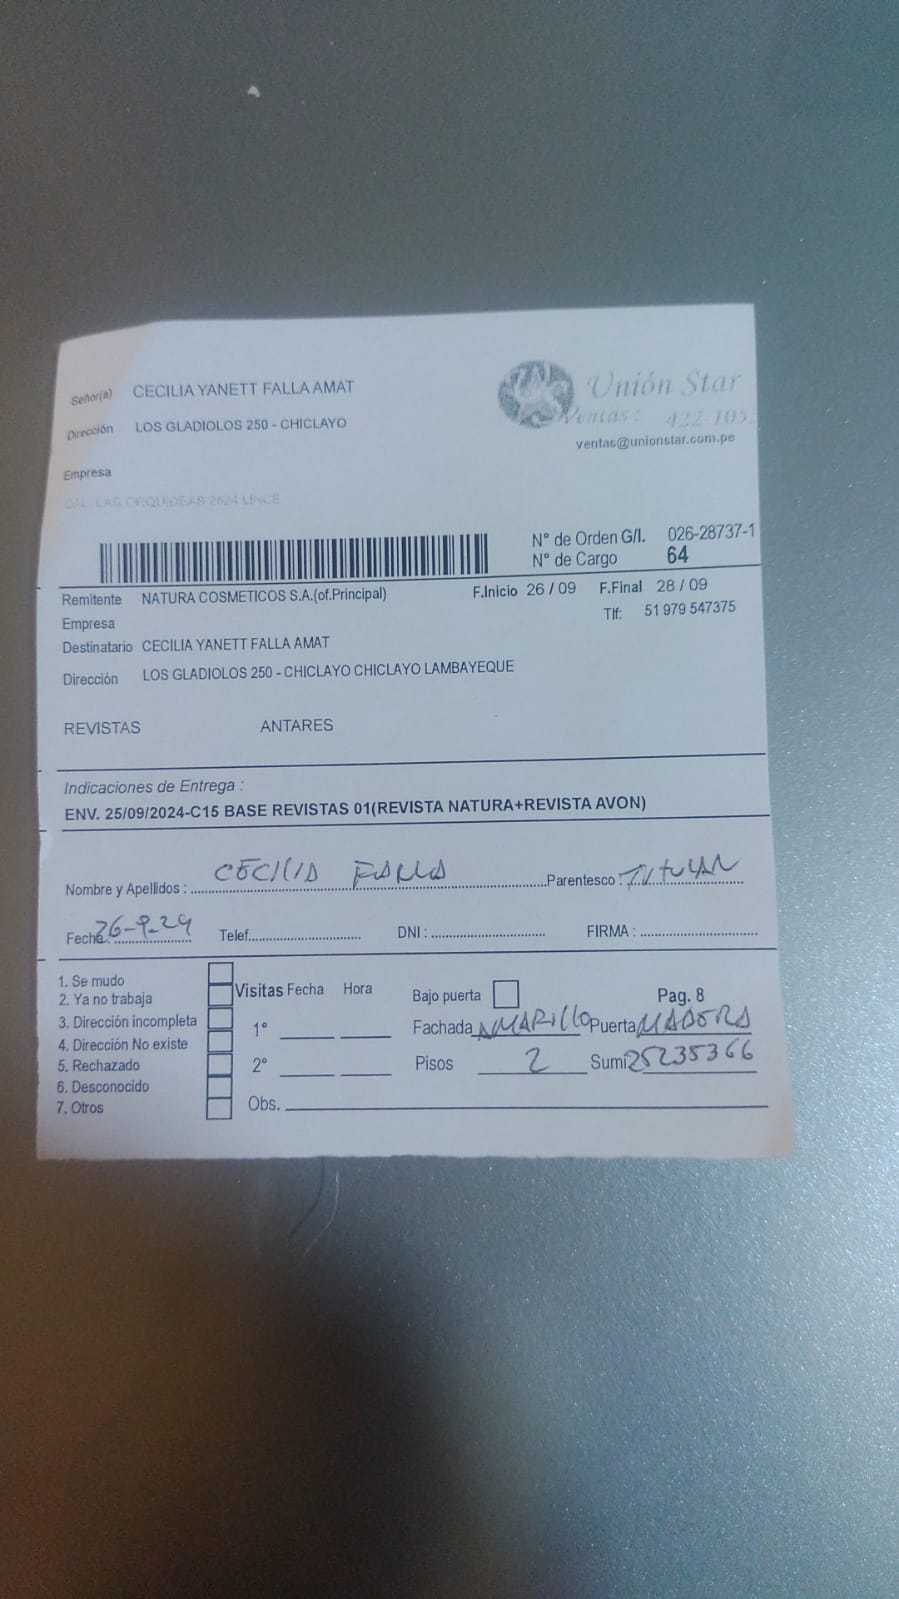 Señor(a) CECILIA YANETT FALLA AMAT
Dirección LOS GLADIOLOS 250 - CHICLAYO
Empresa
CAL. LAS ORQUIDEAS 2624 LINCE
Unión Star
Ventas: 422-105
ventas@unionstar.com.pe
N° de Orden G/I. 026-28737-1
N° de Cargo 64
Remitente NATURA COSMETICOS S.A.(of.Principal) F.Inicio 26 / 09 F.Final 28 / 09
Empresa Tlf: 51 979 547375
Destinatario CECILIA YANETT FALLA AMAT
Dirección LOS GLADIOLOS 250 - CHICLAYO CHICLAYO LAMBAYEQUE
REVISTAS ANTARES
Indicaciones de Entrega :
ENV. 25/09/2024-C15 BASE REVISTAS 01(REVISTA NATURA+REVISTA AVON)
Nombre y Apellidos : CECILIA FALLA Parentesco : TITULAR
Fecha: 26-9-24 Telef. DNI : FIRMA :
1. Se mudo
2. Ya no trabaja
3. Dirección incompleta
4. Dirección No existe
5. Rechazado
6. Desconocido
7. Otros
Visitas Fecha Hora
1°
2°
Obs.
Bajo puerta Pag. 8
Fachada AMARILLO Puerta MADERA
Pisos 2 Sumi 25235366